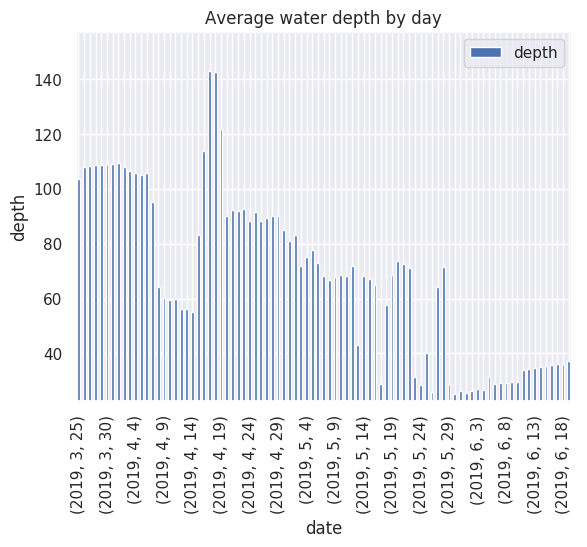 Average water depth by day
depth
140
120
100
80
60
40
depth
(2019, 3, 25)
(2019, 3, 30)
(2019, 4, 4)
(2019, 4, 9)
(2019, 4, 14)
(2019, 4, 19)
(2019, 4, 24)
(2019, 4, 29)
(2019, 5, 4)
(2019, 5, 9)
(2019, 5, 14)
(2019, 5, 19)
(2019, 5, 24)
(2019, 5, 29)
(2019, 6, 3)
(2019, 6, 8)
(2019, 6, 13)
(2019, 6, 18)
date